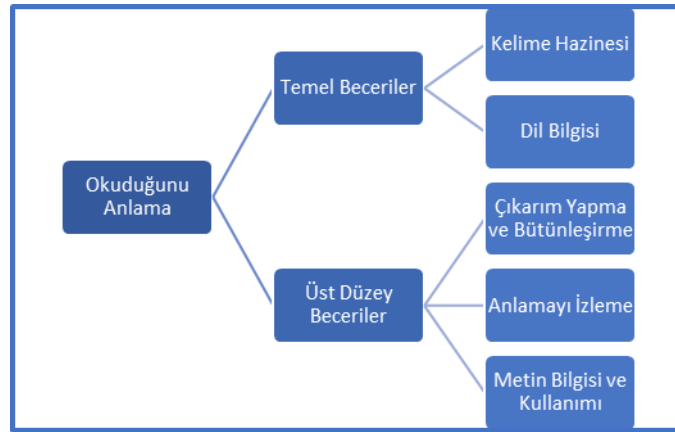 Okuduğunu
Anlama
Temel Beceriler
Kelime Hazinesi
Dil Bilgisi
Üst Düzey
Beceriler
Çıkarım Yapma
ve Bütünleşirme
Anlamayı İzleme
Metin Bilgisi ve
Kullanımı